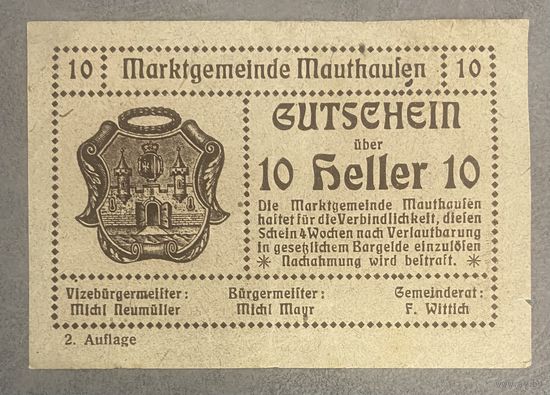 10 Marktgemeinde Mauthausen 10
GUTSCHEIN
über
10 Heller 10
Die Marktgemeinde Mauthausen
haftet für die Verbindlichkeit, diesen
Schein 4 Wochen nach Verlautbarung
in gesetzlichem Bargelde einzulösen
* Nachahmung wird bestraft. *
Vizebürgermeister: Bürgermeister: Gemeinderat:
Michl Neumüller Michl Mayr F. Wittich
2. Auflage